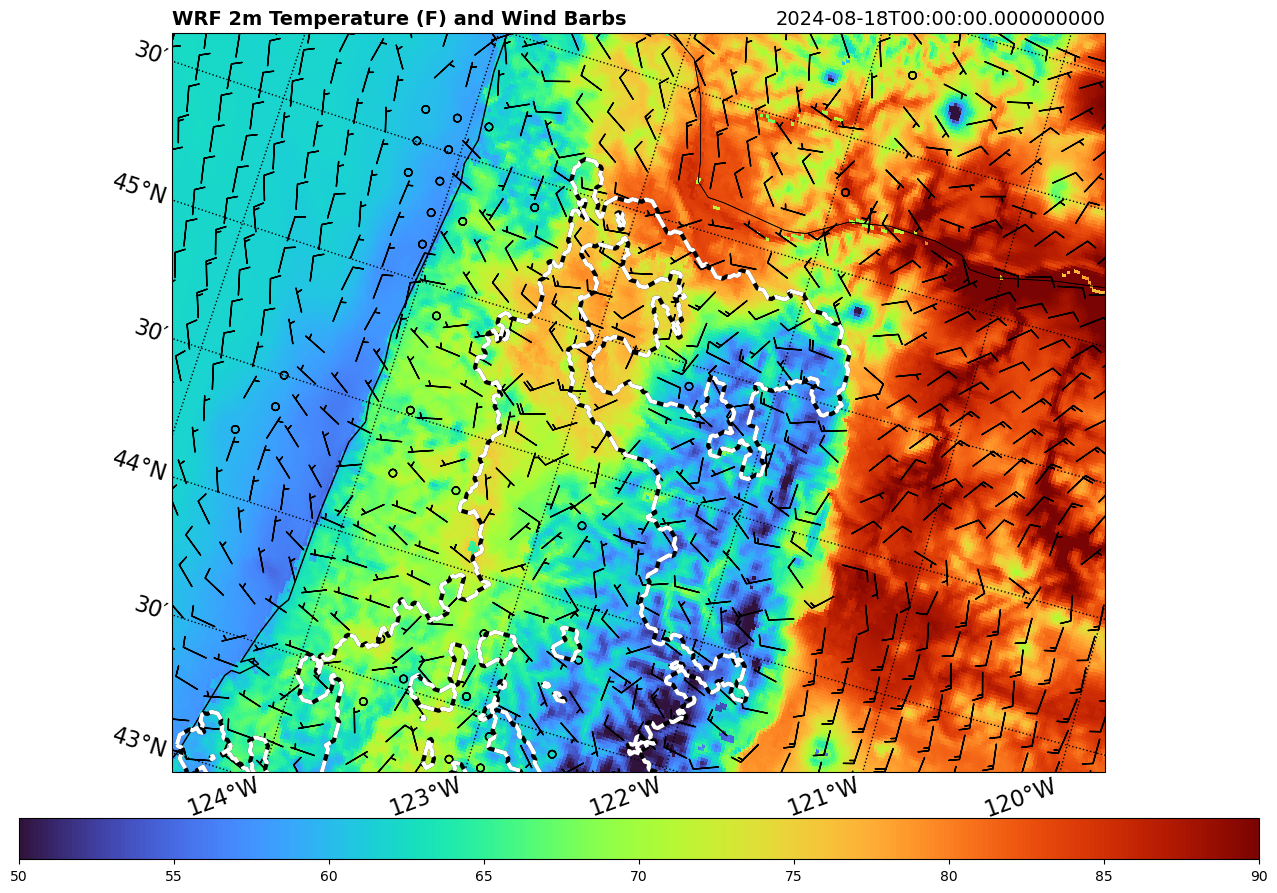 WRF 2m Temperature (F) and Wind Barbs 2024-08-18T00:00:00.000000000
30′
45°N
30′
44°N
30′
43°N
124°W 123°W 122°W 121°W 120°W
50 55 60 65 70 75 80 85 90